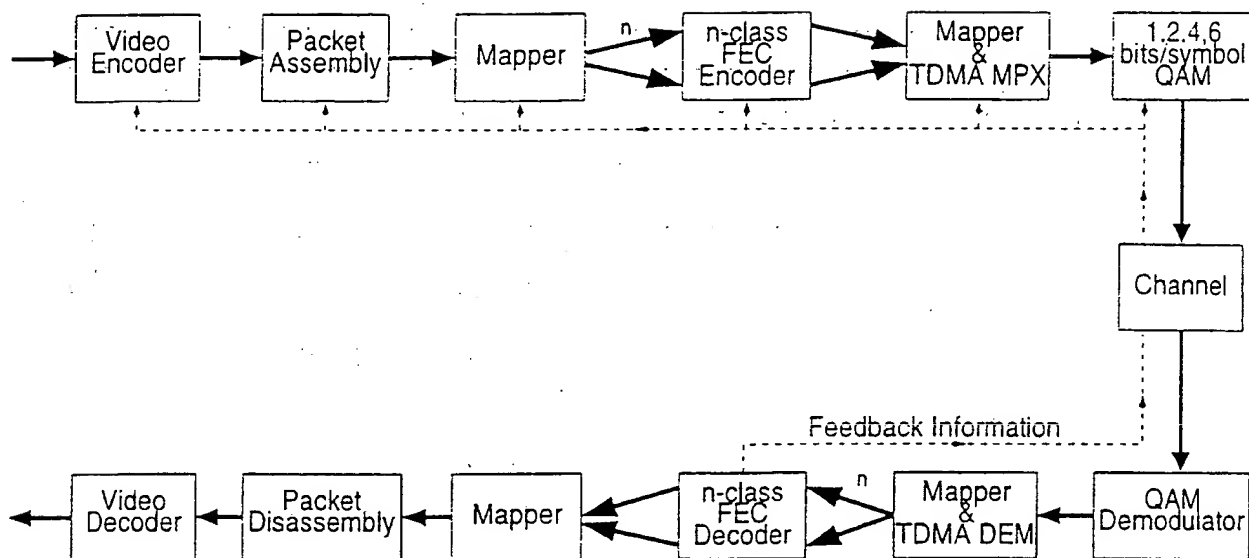 Video
Encoder
Packet
Assembly
Mapper
n
n-class
FEC
Encoder
Mapper
&
TDMA MPX
1,2,4,6
bits/symbol
QAM
Channel
Feedback Information
Video
Decoder
Packet
Disassembly
Mapper
n-class
FEC
Decoder
n
Mapper
&
TDMA DEM
QAM
Demodulator